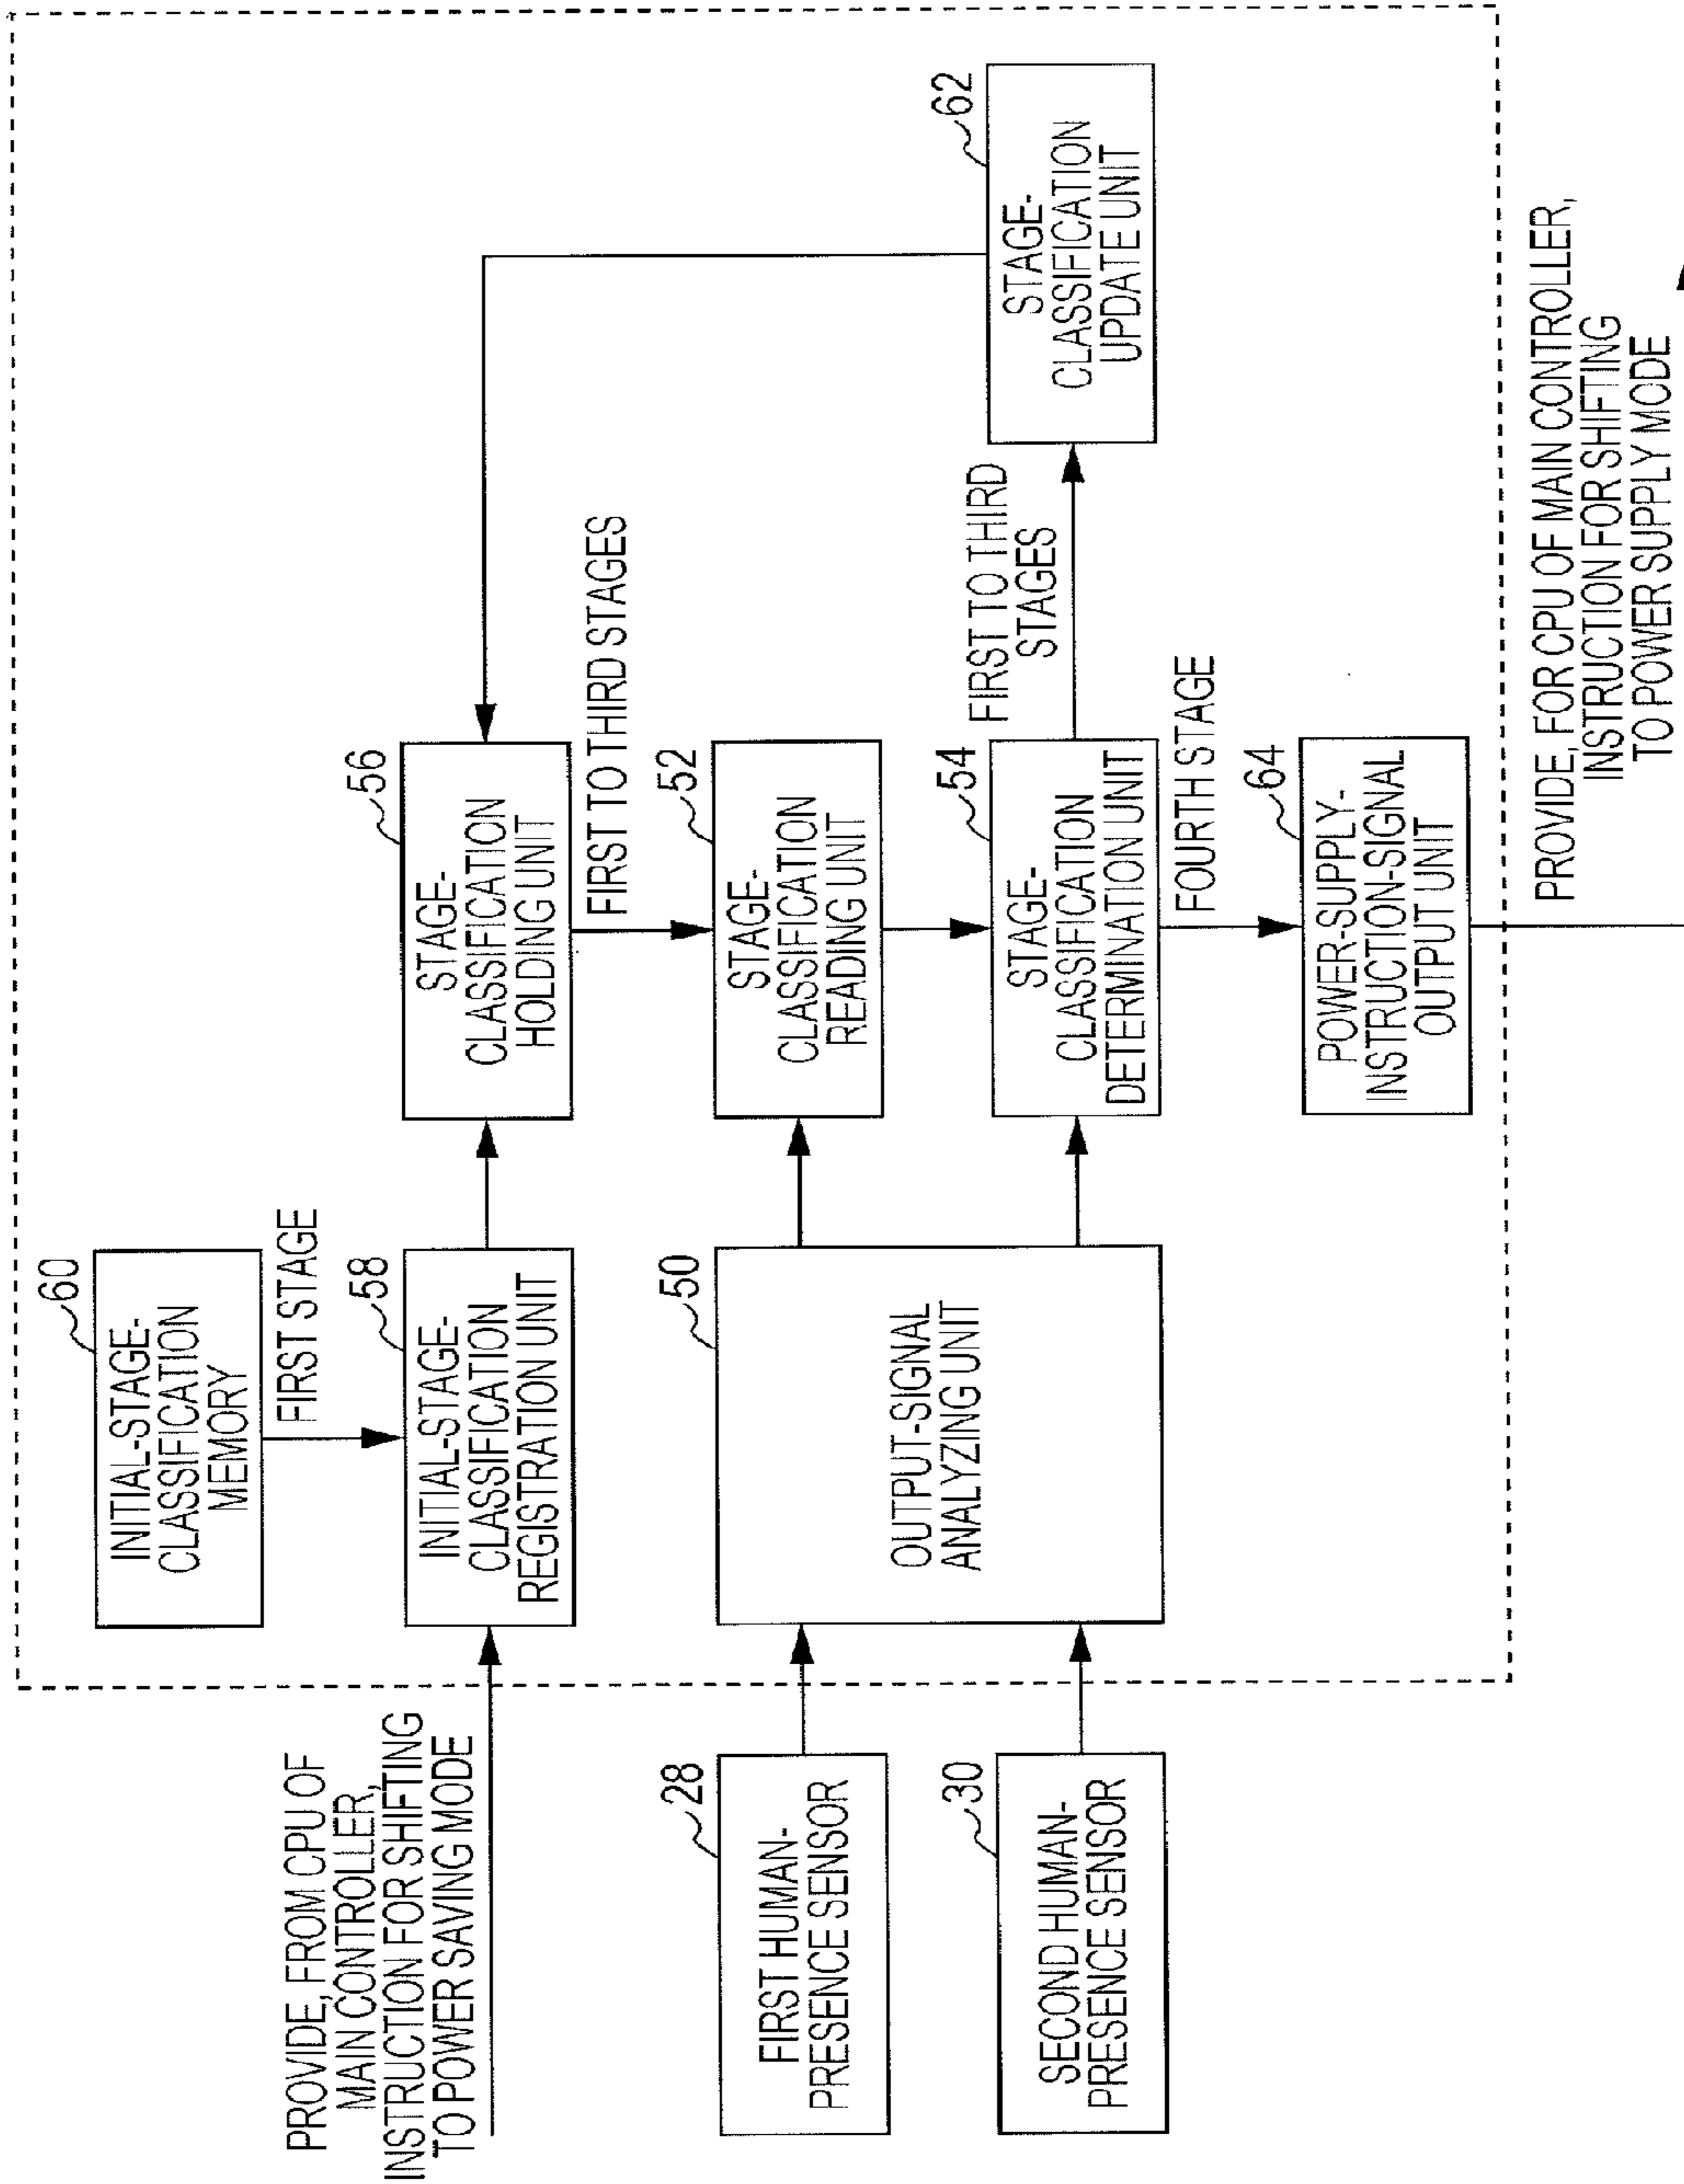 PROVIDE, FROM CPU OF
MAIN CONTROLLER,
INSTRUCTION FOR SHIFTING
TO POWER SAVING MODE
60
INITIAL-STAGE-
CLASSIFICATION
MEMORY
FIRST STAGE
58
INITIAL-STAGE-
CLASSIFICATION
REGISTRATION UNIT
56
STAGE-
CLASSIFICATION
HOLDING UNIT
FIRST TO THIRD STAGES
28
FIRST HUMAN-
PRESENCE SENSOR
30
SECOND HUMAN-
PRESENCE SENSOR
50
OUTPUT-SIGNAL
ANALYZING UNIT
52
STAGE-
CLASSIFICATION
READING UNIT
54
STAGE-
CLASSIFICATION
DETERMINATION UNIT
FIRST TO THIRD
STAGES
62
STAGE-
CLASSIFICATION
UPDATE UNIT
FOURTH STAGE
64
POWER-SUPPLY-
INSTRUCTION-SIGNAL
OUTPUT UNIT
PROVIDE, FOR CPU OF MAIN CONTROLLER,
INSTRUCTION FOR SHIFTING
TO POWER SUPPLY MODE